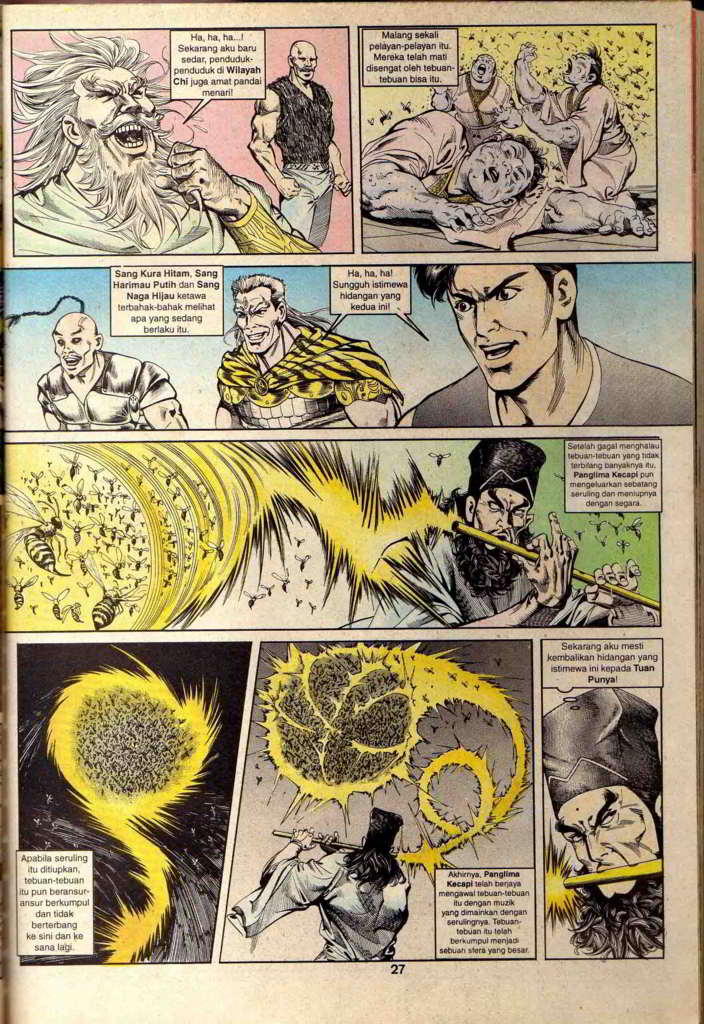 Ha, ha, ha...!
Sekarang aku baru
sedar, penduduk-
penduduk di Wilayah
Chi juga amat pandai
menari!
Malang sekali
pelayan-pelayan itu.
Mereka telah mati
disengat oleh tebuan-
tebuan bisa itu.
Sang Kura Hitam, Sang
Harimau Putih dan Sang
Naga Hijau ketawa
terbahak-bahak melihat
apa yang sedang
berlaku itu.
Ha, ha, ha!
Sungguh istimewa
hidangan yang
kedua ini!
Setelah gagal menghalau
tebuan-tebuan yang tidak
terbilang banyaknya itu,
Panglima Kecapi pun
mengeluarkan sebatang
seruling dan meniupnya
dengan segera.
Apabila seruling
itu ditiupkan,
tebuan-tebuan
itu pun beransur-
ansur berkumpul
dan tidak
berterbang
ke sini dan ke
sana lagi.
Akhirnya, Panglima
Kecapi telah berjaya
mengawal tebuan-tebuan
itu dengan muzik
yang dimainkan dengan
serulingnya. Tebuan-
tebuan itu telah
berkumpul menjadi
sebuah sfera yang besar.
Sekarang aku mesti
kembalikan hidangan yang
istimewa ini kepada Tuan
Punya!
27